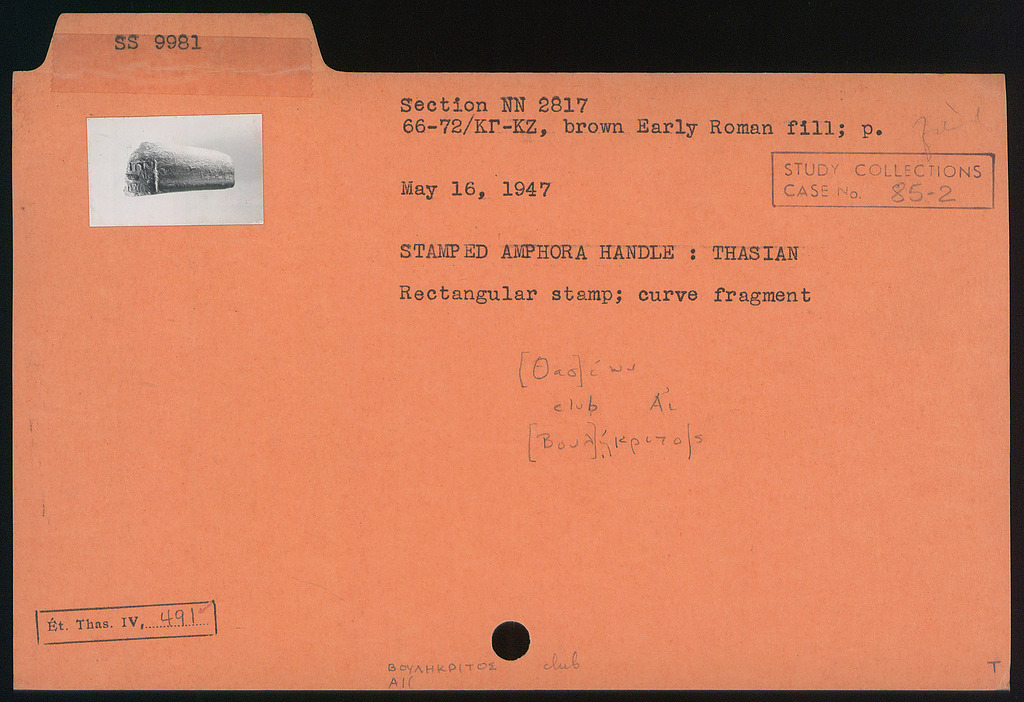 SS 9981
Section NN 2817
66-72/ΚΓ-ΚΖ, brown Early Roman fill; p.
STUDY COLLECTIONS
CASE No. 85-2
May 16, 1947
STAMPED AMPHORA HANDLE : THASIAN
Rectangular stamp; curve fragment
[Θασ]ίων
club Αἰ
[Βουλ]ήκριτο|ς
Ét. Thas. IV, 491
ΒΟΥΛΗΚΡΙΤΟΣ club
T